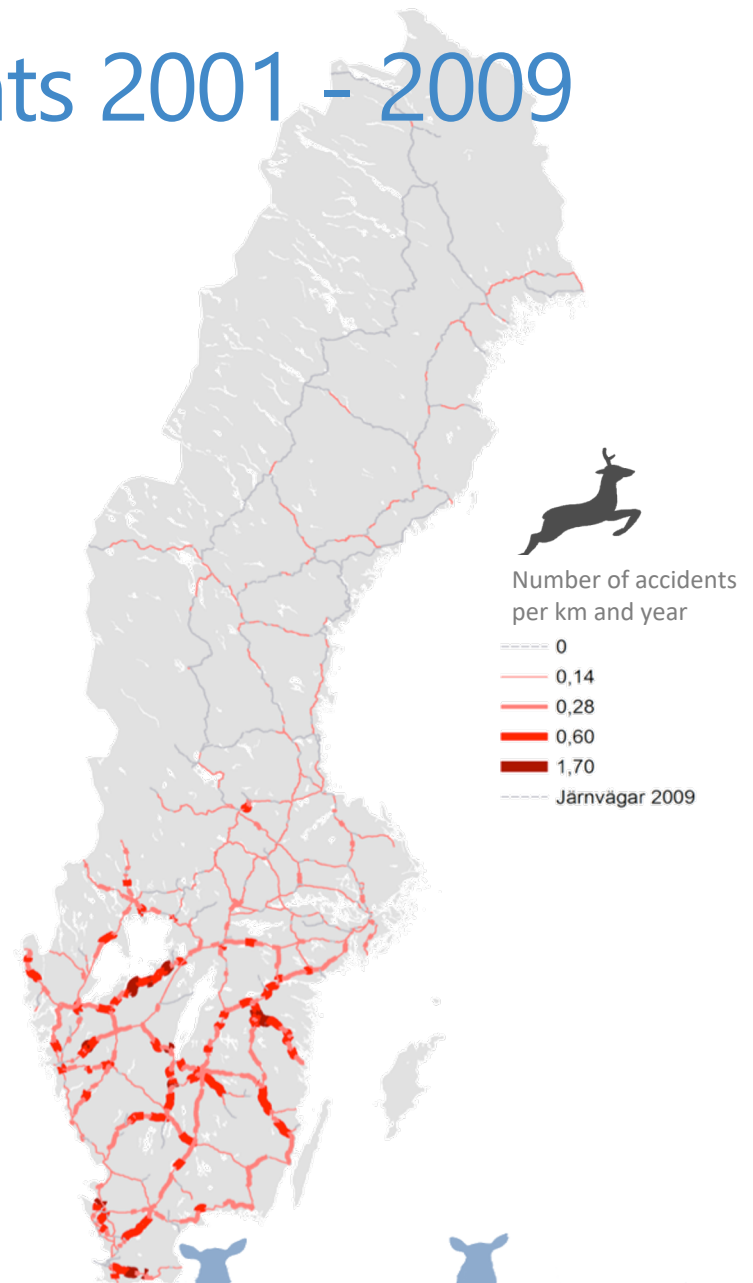 nts 2001 - 2009
Number of accidents
per km and year
0
0,14
0,28
0,60
1,70
Järnvägar 2009